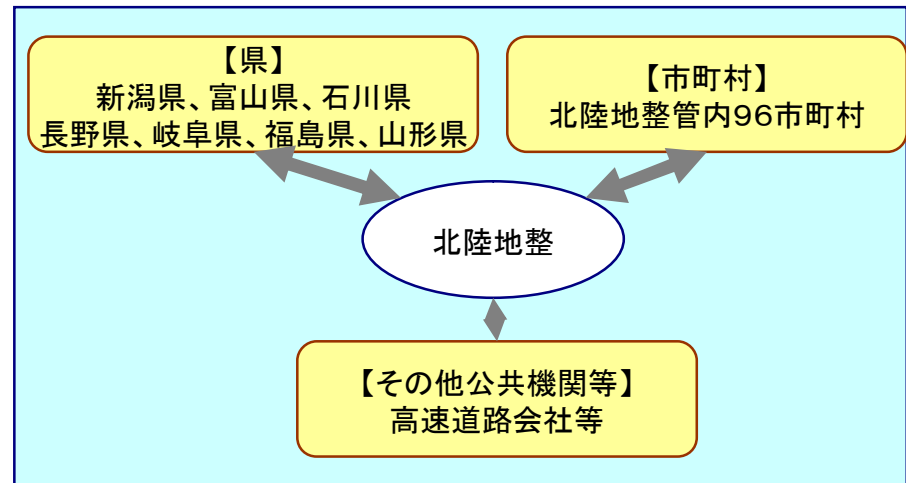 【県】
新潟県、富山県、石川県
長野県、岐阜県、福島県、山形県
【市町村】
北陸地整管内96市町村
北陸地整
【その他公共機関等】
高速道路会社等